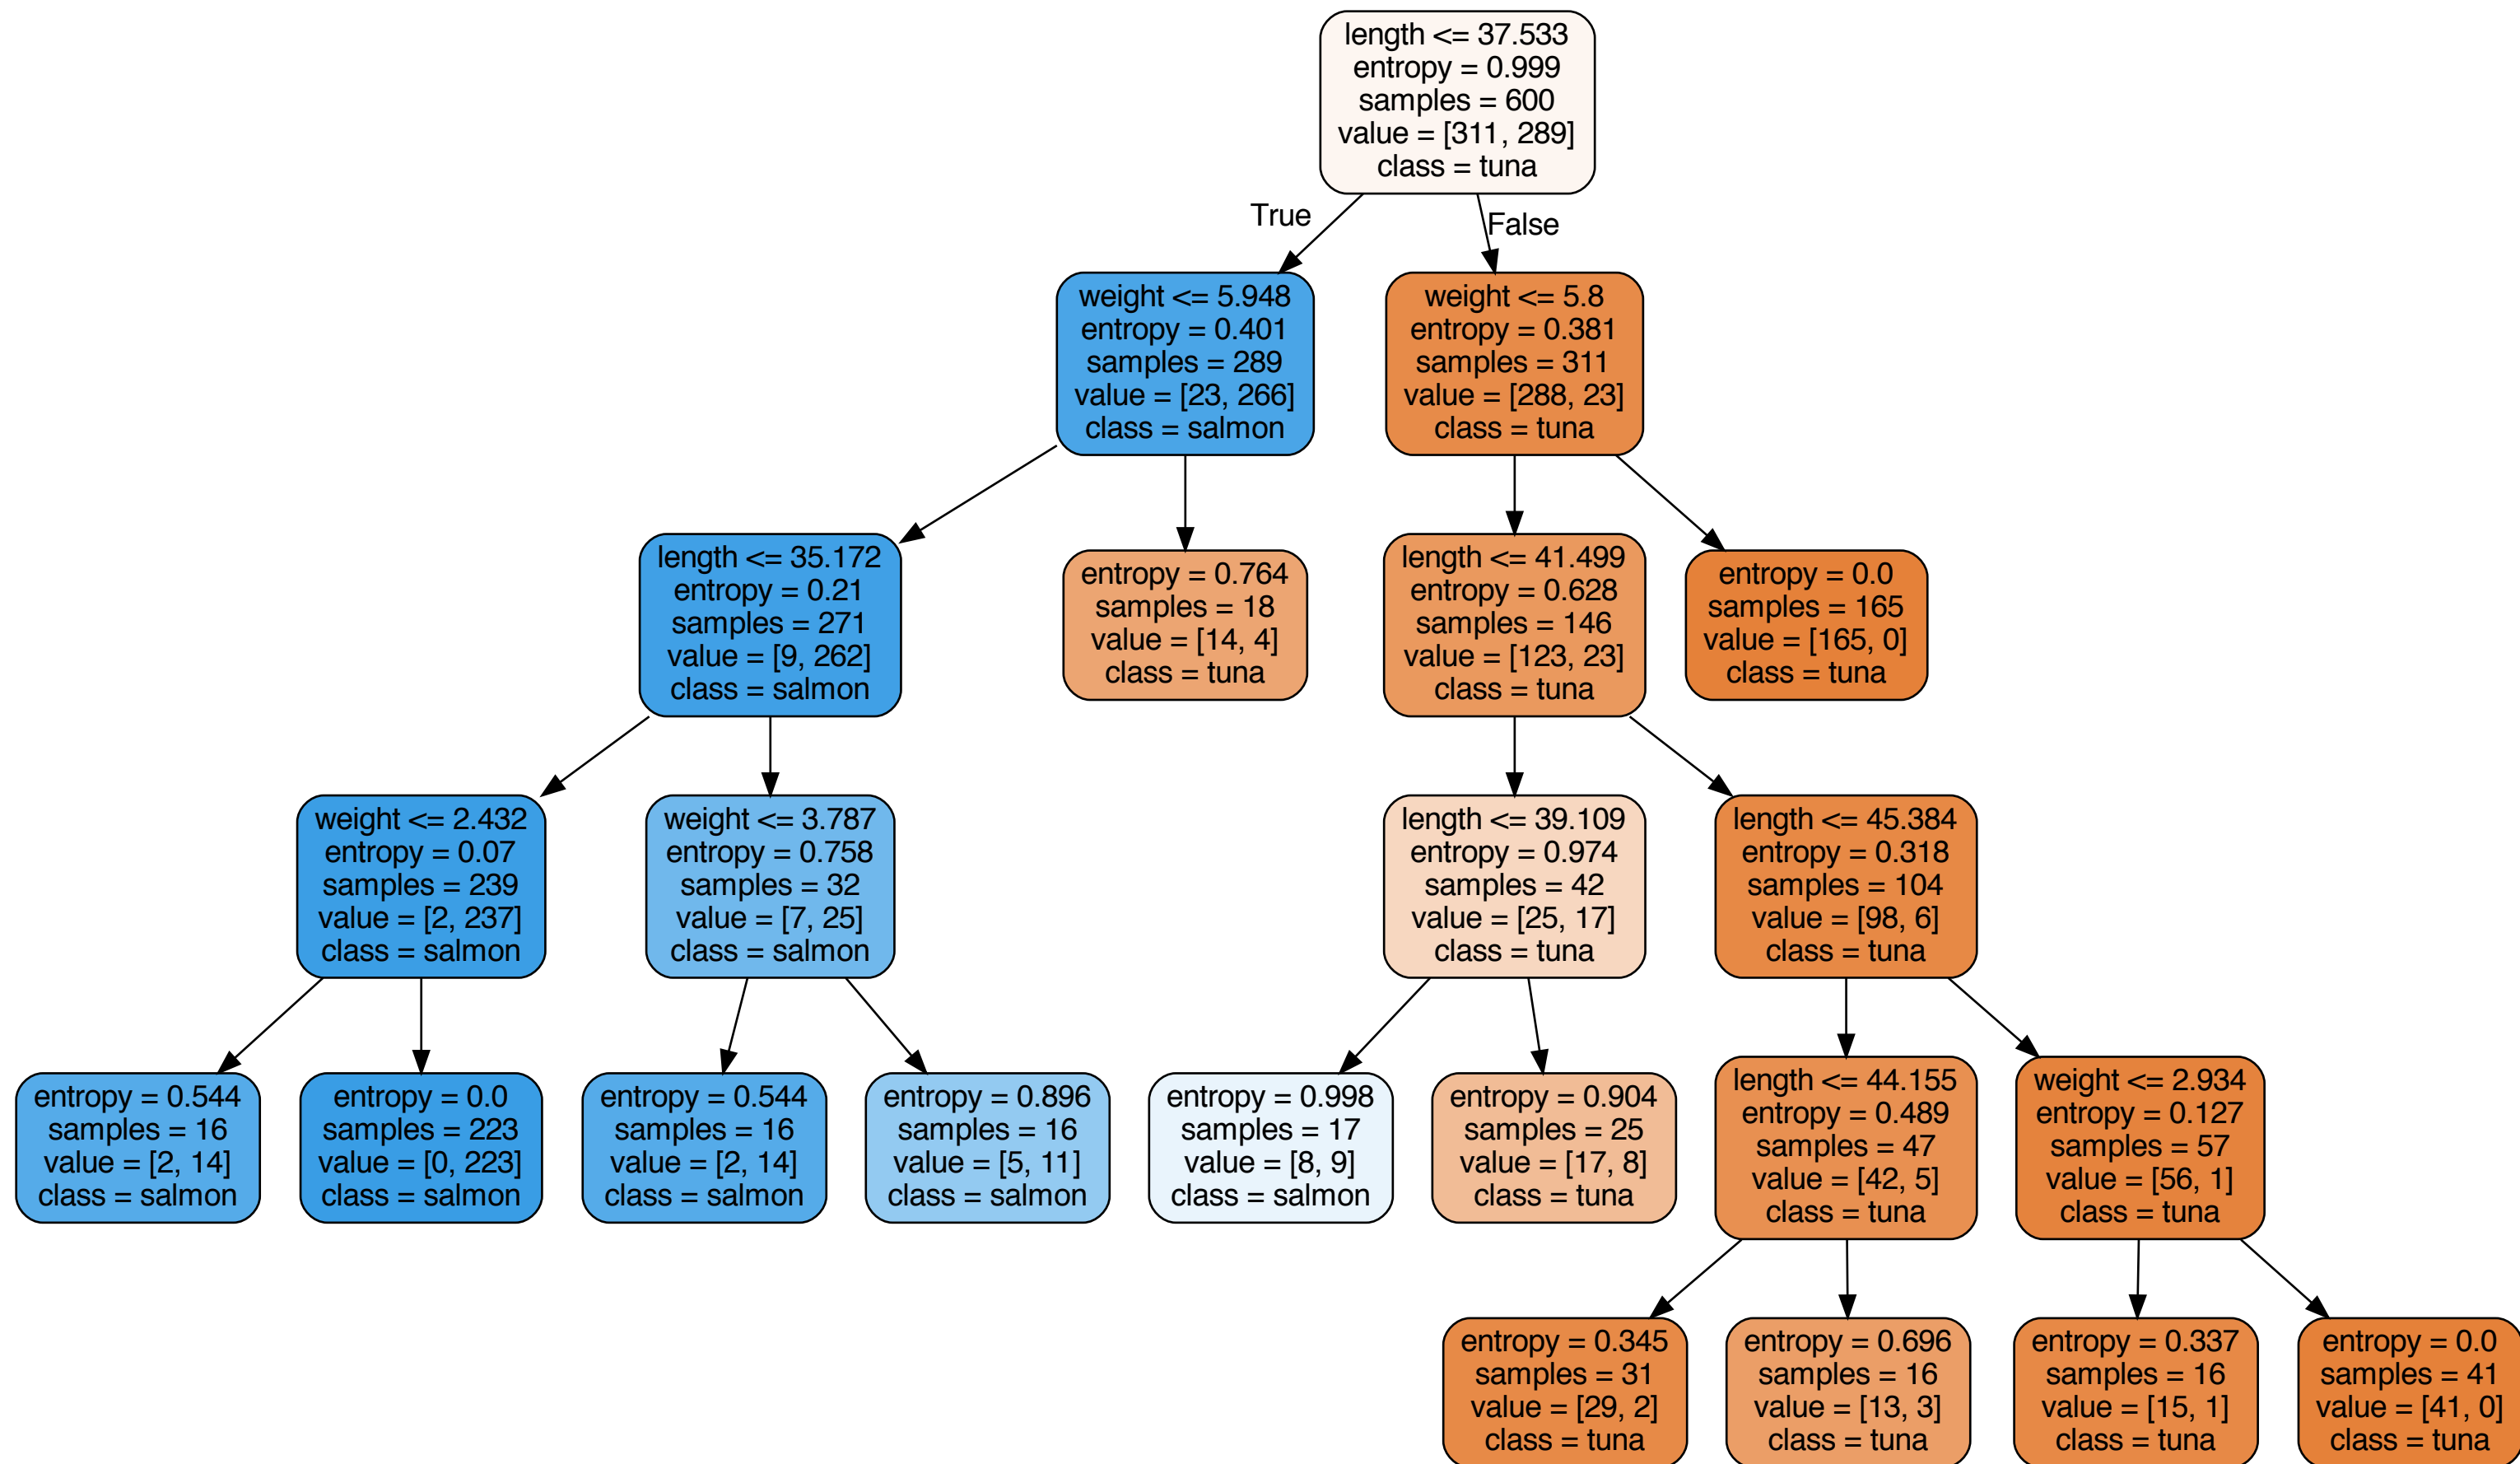 length <= 37.533
entropy = 0.999
samples = 600
value = [311, 289]
class = tuna
True
False
weight <= 5.948
entropy = 0.401
samples = 289
value = [23, 266]
class = salmon
weight <= 5.8
entropy = 0.381
samples = 311
value = [288, 23]
class = tuna
length <= 35.172
entropy = 0.21
samples = 271
value = [9, 262]
class = salmon
entropy = 0.764
samples = 18
value = [14, 4]
class = tuna
length <= 41.499
entropy = 0.628
samples = 146
value = [123, 23]
class = tuna
entropy = 0.0
samples = 165
value = [165, 0]
class = tuna
weight <= 2.432
entropy = 0.07
samples = 239
value = [2, 237]
class = salmon
weight <= 3.787
entropy = 0.758
samples = 32
value = [7, 25]
class = salmon
length <= 39.109
entropy = 0.974
samples = 42
value = [25, 17]
class = tuna
length <= 45.384
entropy = 0.318
samples = 104
value = [98, 6]
class = tuna
entropy = 0.544
samples = 16
value = [2, 14]
class = salmon
entropy = 0.0
samples = 223
value = [0, 223]
class = salmon
entropy = 0.544
samples = 16
value = [2, 14]
class = salmon
entropy = 0.896
samples = 16
value = [5, 11]
class = salmon
entropy = 0.998
samples = 17
value = [8, 9]
class = salmon
entropy = 0.904
samples = 25
value = [17, 8]
class = tuna
length <= 44.155
entropy = 0.489
samples = 47
value = [42, 5]
class = tuna
weight <= 2.934
entropy = 0.127
samples = 57
value = [56, 1]
class = tuna
entropy = 0.345
samples = 31
value = [29, 2]
class = tuna
entropy = 0.696
samples = 16
value = [13, 3]
class = tuna
entropy = 0.337
samples = 16
value = [15, 1]
class = tuna
entropy = 0.0
samples = 41
value = [41, 0]
class = tuna